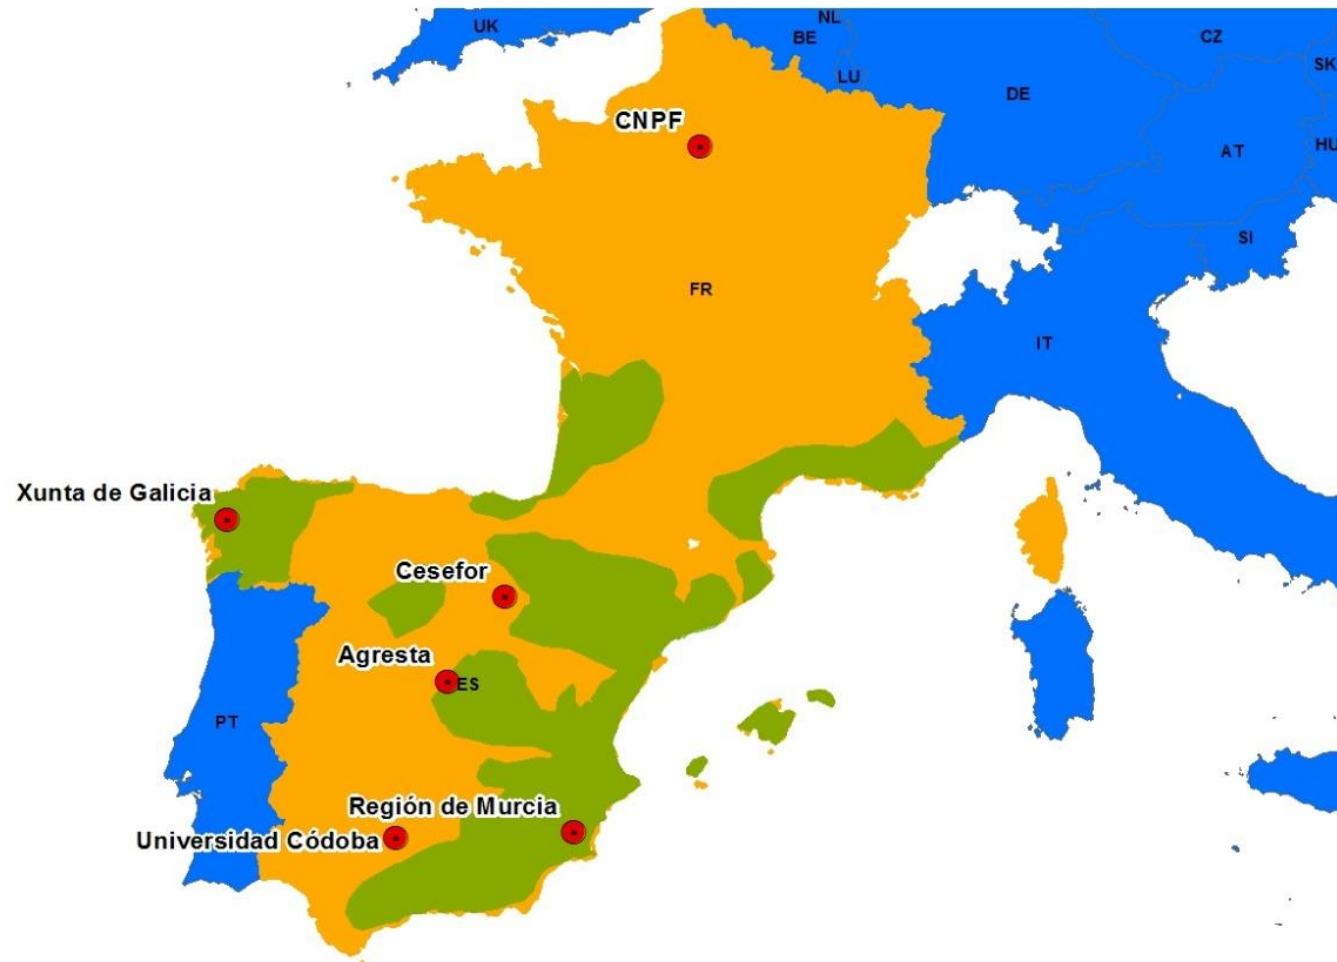 NL
UK
BE
CZ
SK
LU
DE
CNPF
AT
HU
SI
FR
IT
Xunta de Galicia
Cesefor
Agresta
ES
PT
Región de Murcia
Universidad Códoba